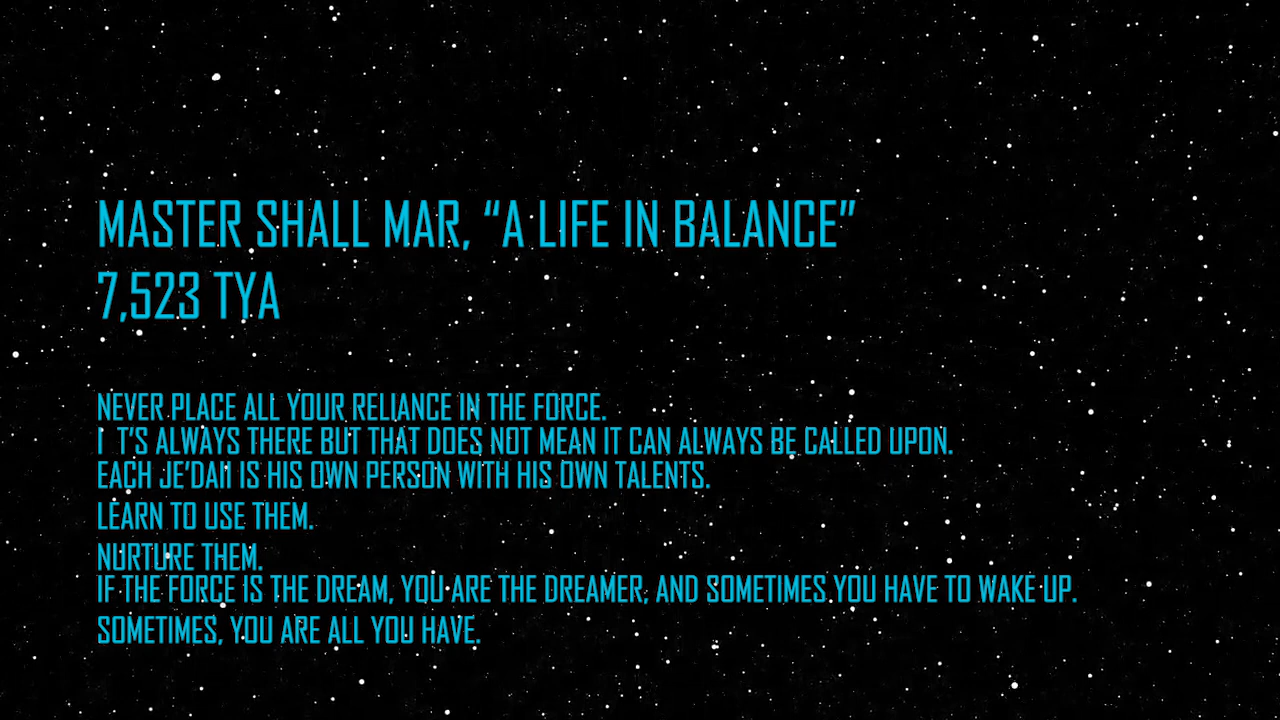 MASTER SHALL MAR, “A LIFE IN BALANCE”
7,523 TYA
NEVER PLACE ALL YOUR RELIANCE IN THE FORCE.
I T'S ALWAYS THERE BUT THAT DOES NOT MEAN IT CAN ALWAYS BE CALLED UPON.
EACH JE'DAII IS HIS OWN PERSON WITH HIS OWN TALENTS.
LEARN TO USE THEM.
NURTURE THEM.
IF THE FORCE IS THE DREAM, YOU ARE THE DREAMER, AND SOMETIMES YOU HAVE TO WAKE UP.
SOMETIMES, YOU ARE ALL YOU HAVE.